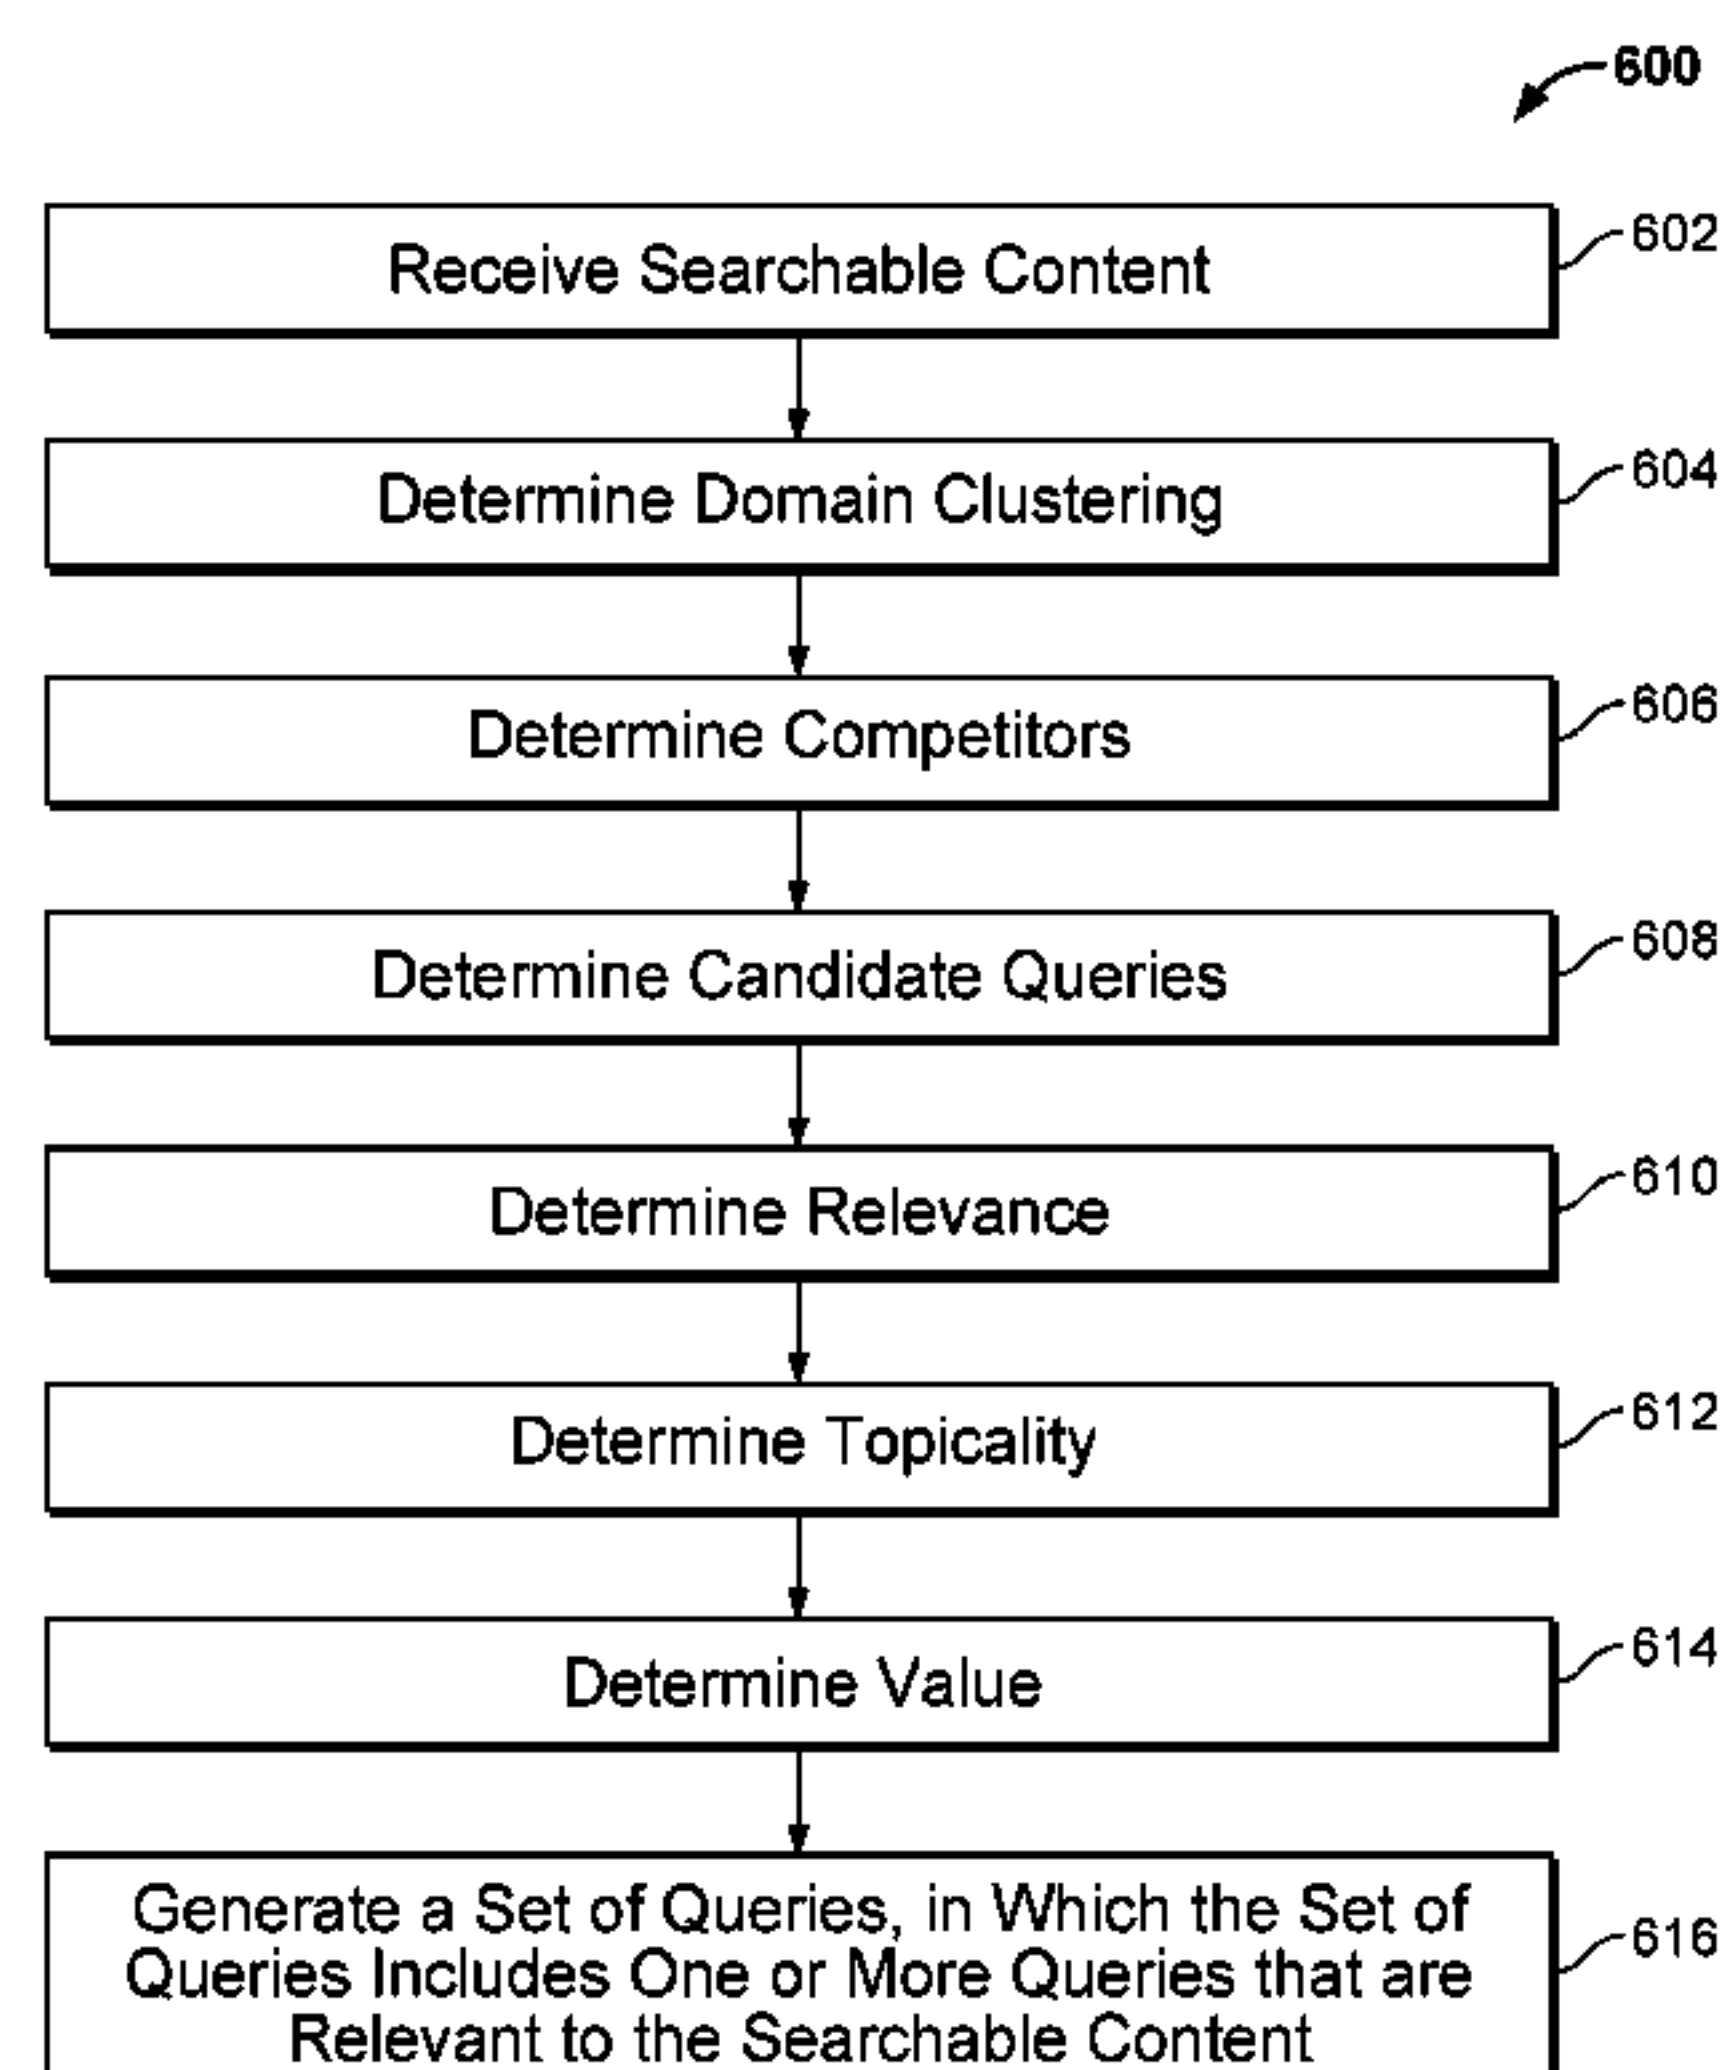 600
Receive Searchable Content
602
Determine Domain Clustering
604
Determine Competitors
606
Determine Candidate Queries
608
Determine Relevance
610
Determine Topicality
612
Determine Value
614
Generate a Set of Queries, in Which the Set of
Queries Includes One or More Queries that are
Relevant to the Searchable Content
616